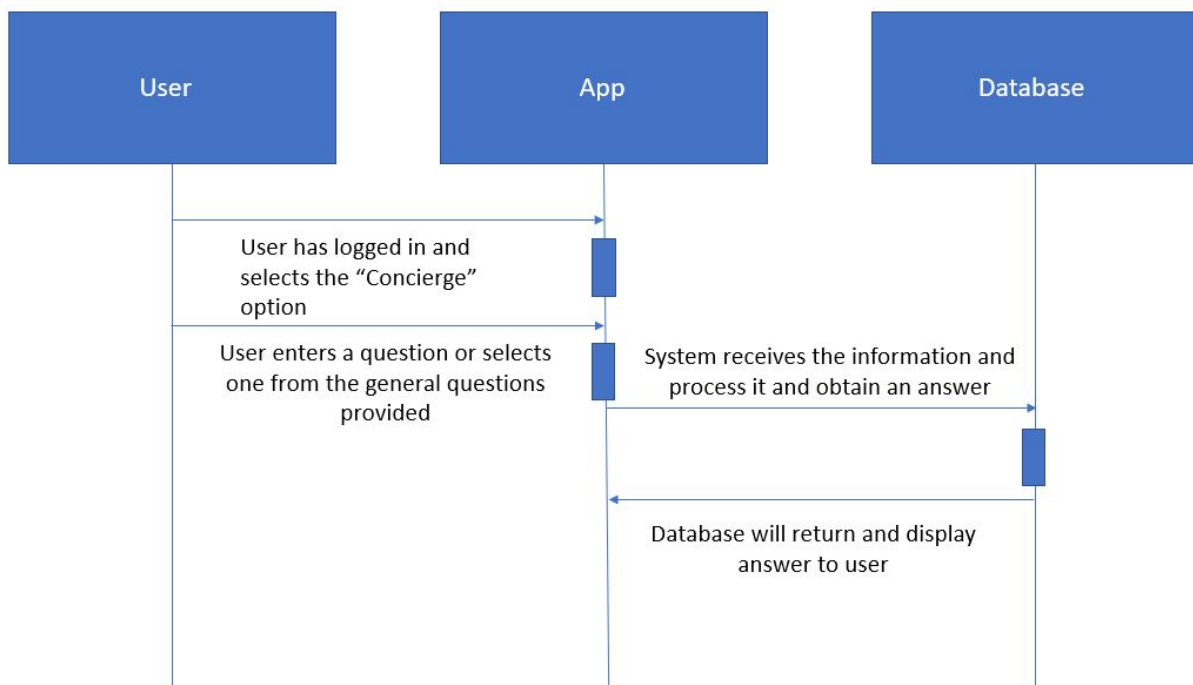 User
App
Database
User has logged in and
selects the “Concierge”
option
User enters a question or selects
one from the general questions
provided
System receives the information and
process it and obtain an answer
Database will return and display
answer to user